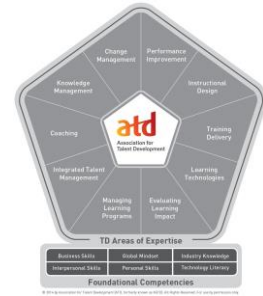 Change
Management
Performance
Improvement
Knowledge
Management
Instructional
Design
Coaching
atd
Association for
Talent Development
Training
Delivery
Integrated Talent
Management
Learning
Technologies
Managing
Learning
Programs
Evaluating
Learning
Impact
TD Areas of Expertise
Business Skills
Global Mindset
Industry Knowledge
Interpersonal Skills
Personal Skills
Technology Literacy
Foundational Competencies